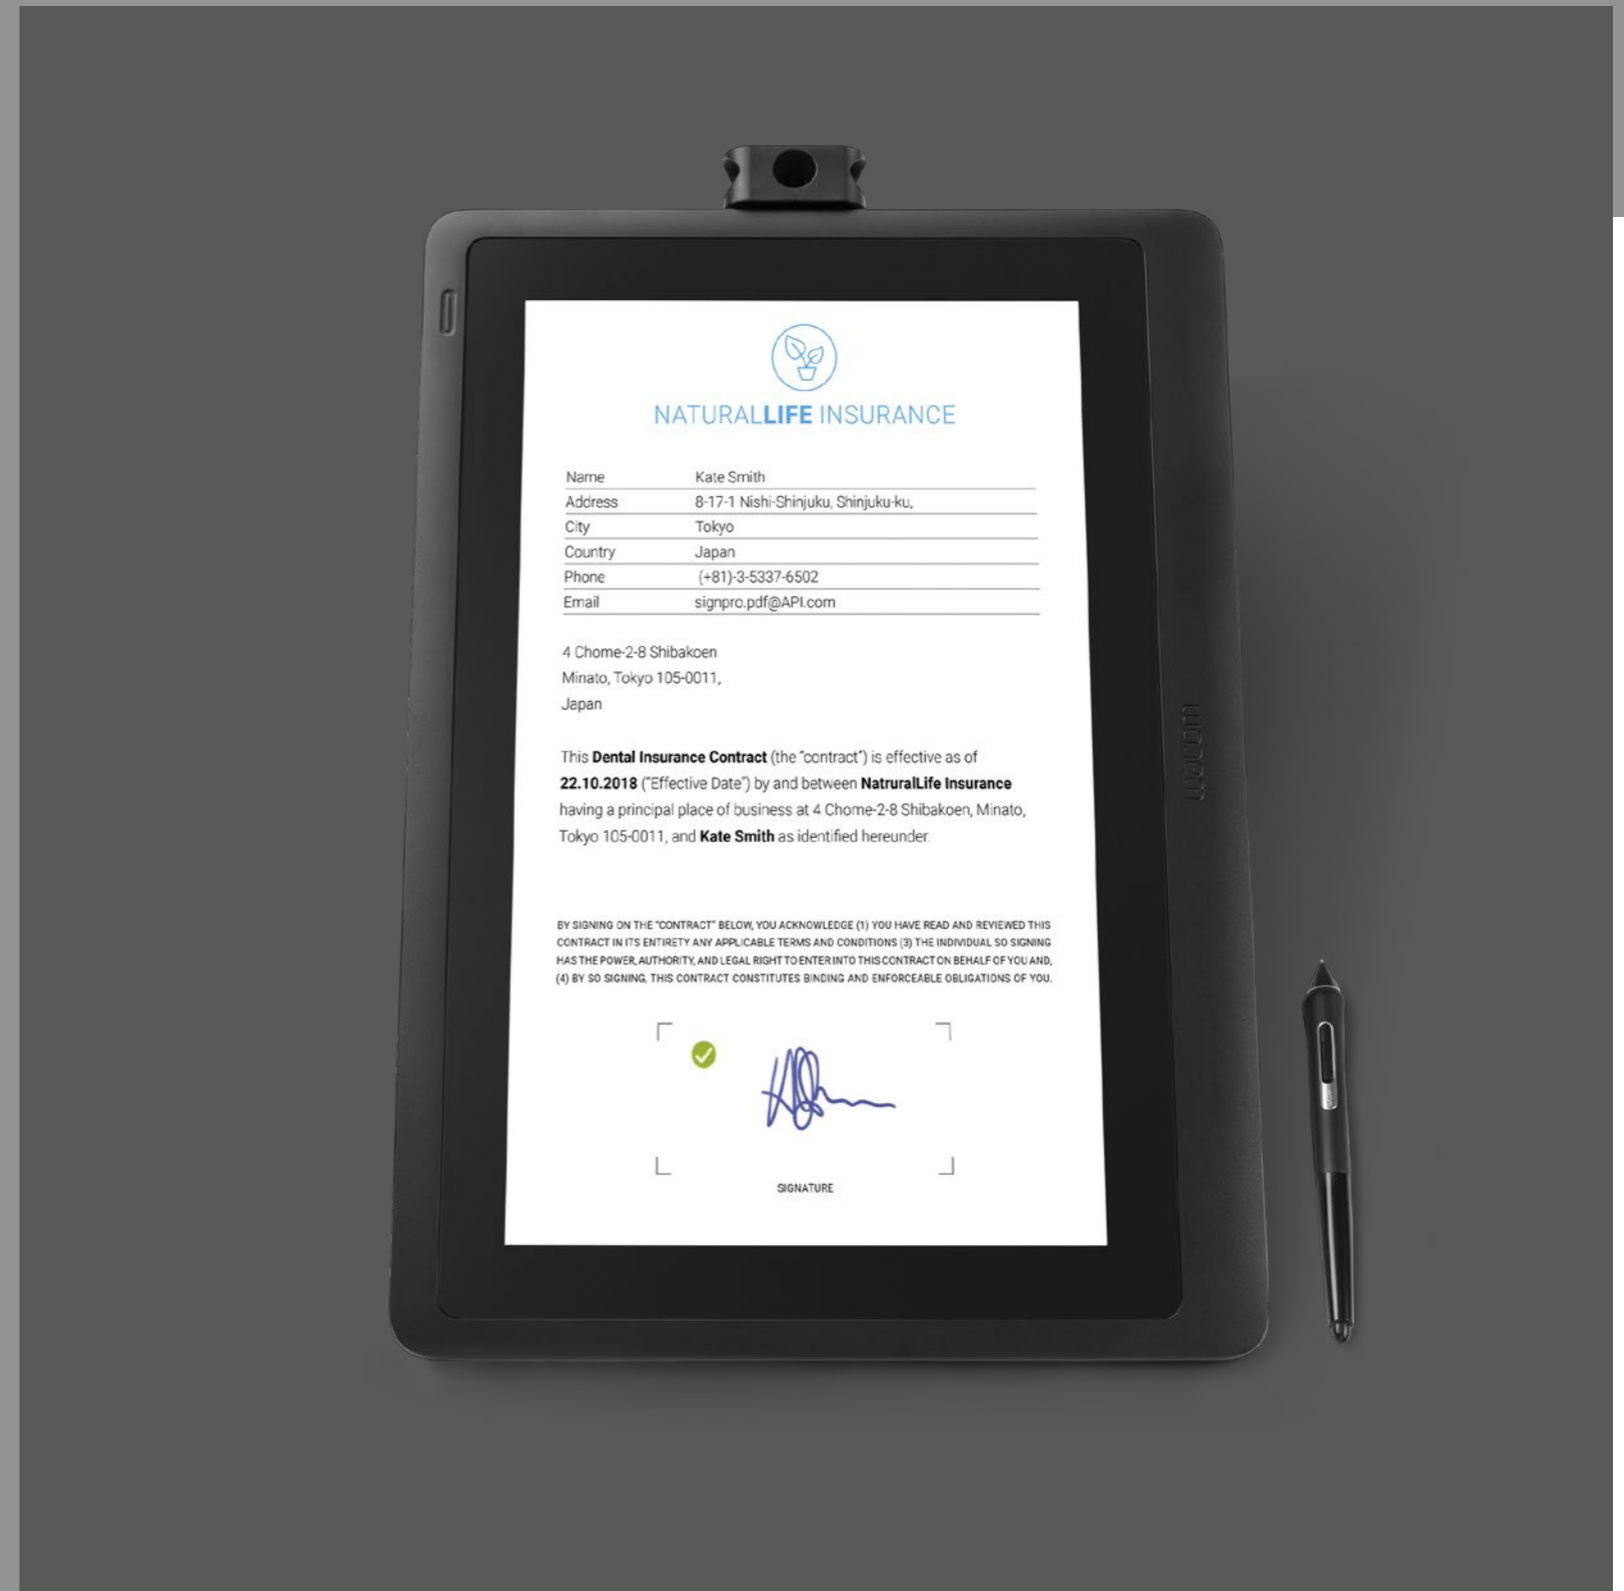 NATURALLIFE INSURANCE
Name Kate Smith
Address 8-17-1 Nishi-Shinjuku, Shinjuku-ku,
City Tokyo
Country Japan
Phone (+81)-3-5337-6502
Email signpro.pdf@API.com
4 Chome-2-8 Shibakoen
Minato, Tokyo 105-0011,
Japan
This Dental Insurance Contract (the "contract") is effective as of
22.10.2018 ("Effective Date") by and between NatruralLife Insurance
having a principal place of business at 4 Chome-2-8 Shibakoen, Minato,
Tokyo 105-0011, and Kate Smith as identified hereunder.
BY SIGNING ON THE "CONTRACT" BELOW, YOU ACKNOWLEDGE (1) YOU HAVE READ AND REVIEWED THIS
CONTRACT IN ITS ENTIRETY ANY APPLICABLE TERMS AND CONDITIONS (3) THE INDIVIDUAL SO SIGNING
HAS THE POWER, AUTHORITY, AND LEGAL RIGHT TO ENTER INTO THIS CONTRACT ON BEHALF OF YOU AND,
(4) BY SO SIGNING, THIS CONTRACT CONSTITUTES BINDING AND ENFORCEABLE OBLIGATIONS OF YOU.
SIGNATURE
wacom